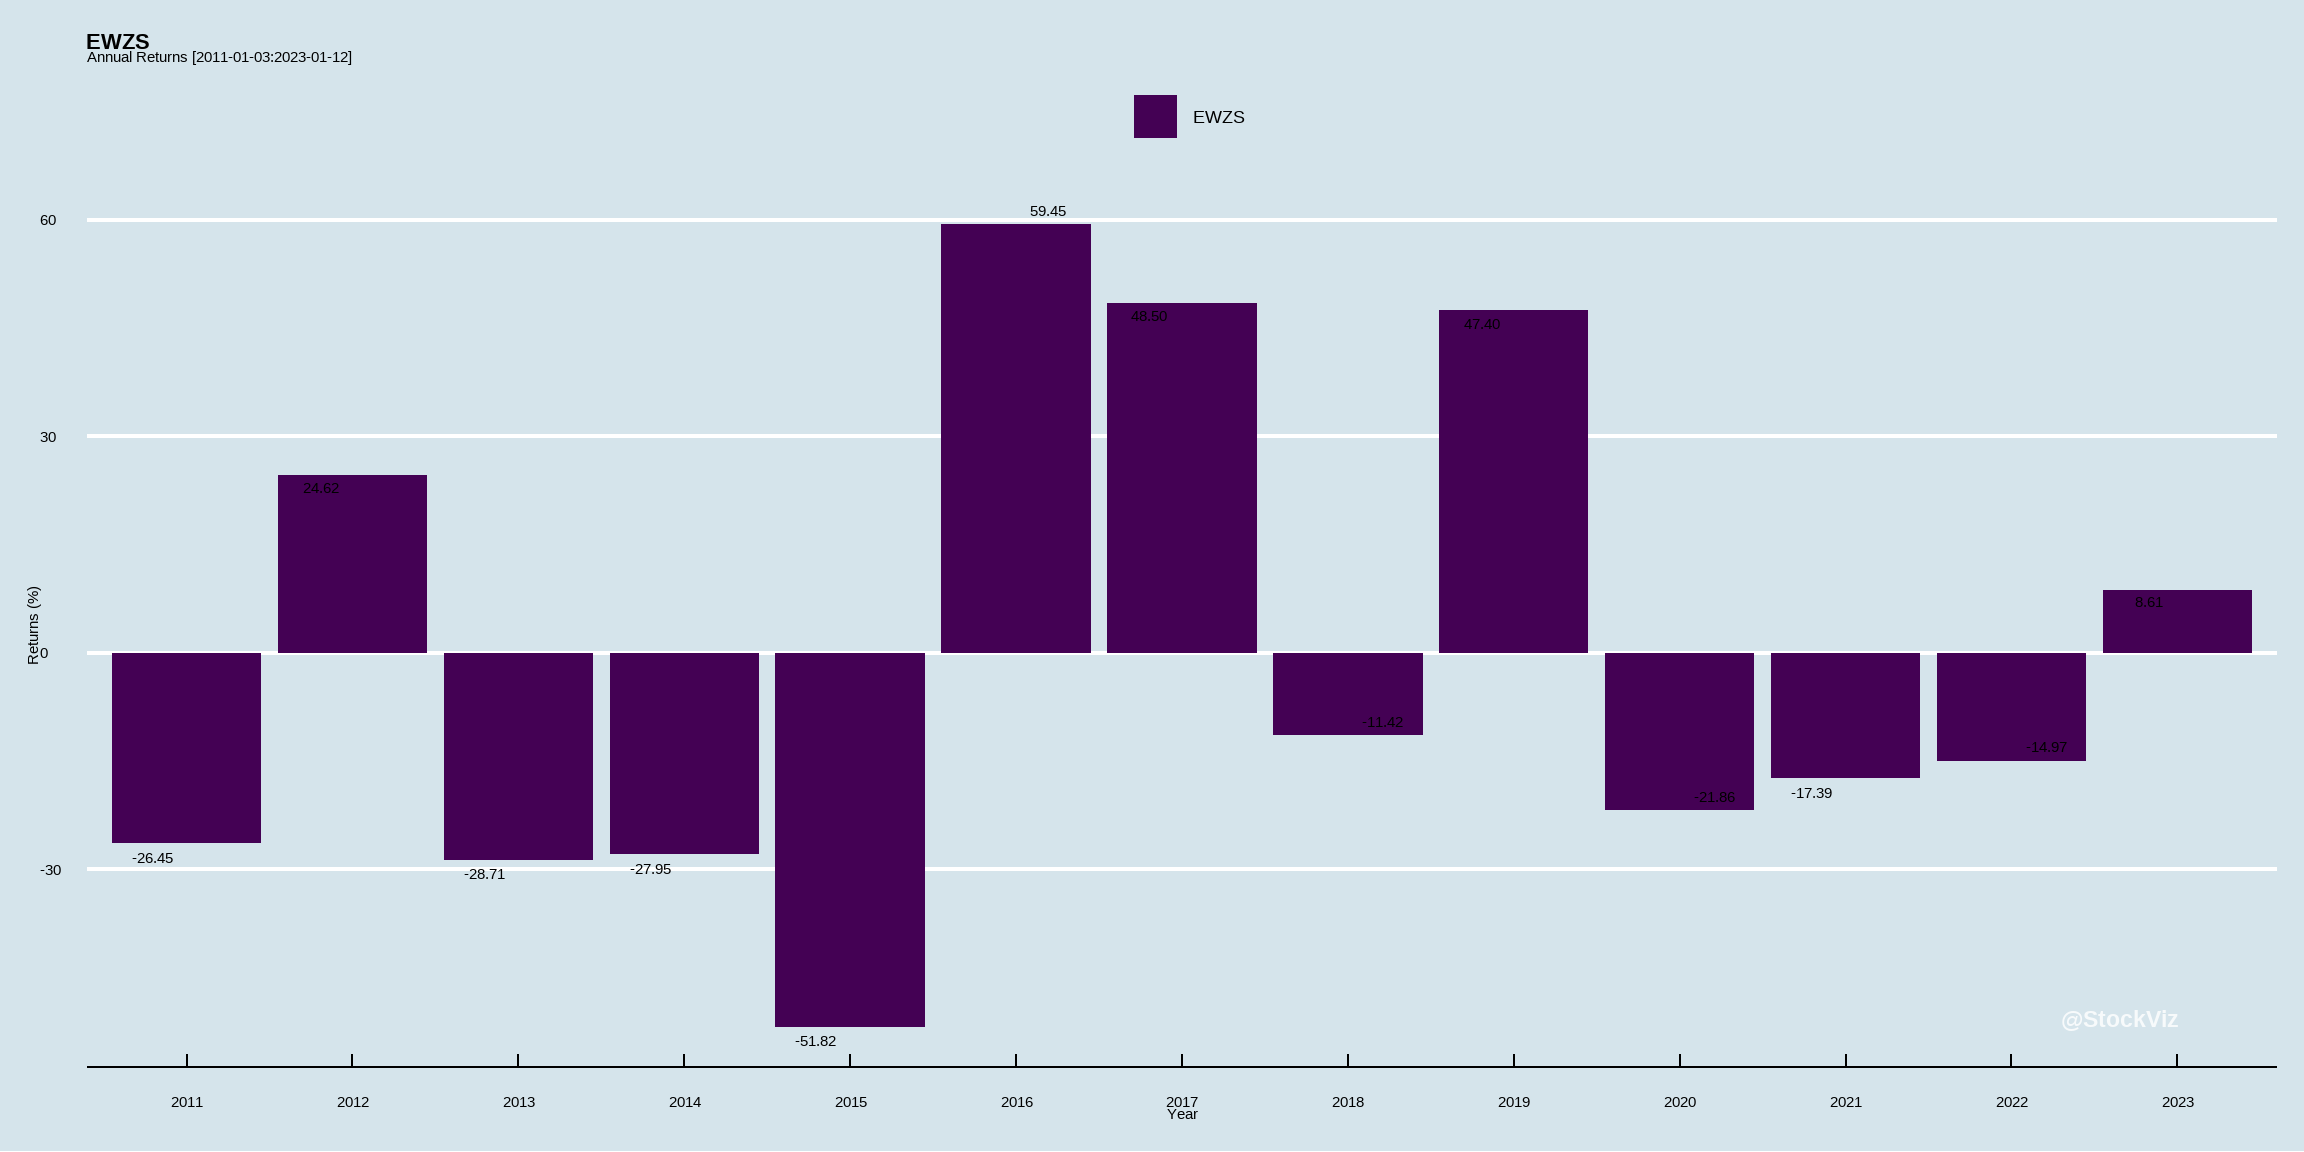 EWZS
Annual Returns [2011-01-03:2023-01-12]
EWZS
60
30
0
-30
Returns (%)
59.45
48.50
47.40
24.62
8.61
-11.42
-14.97
-21.86
-17.39
-26.45
-28.71
-27.95
-51.82
@StockViz
2011 2012 2013 2014 2015 2016 2017 2018 2019 2020 2021 2022 2023
Year